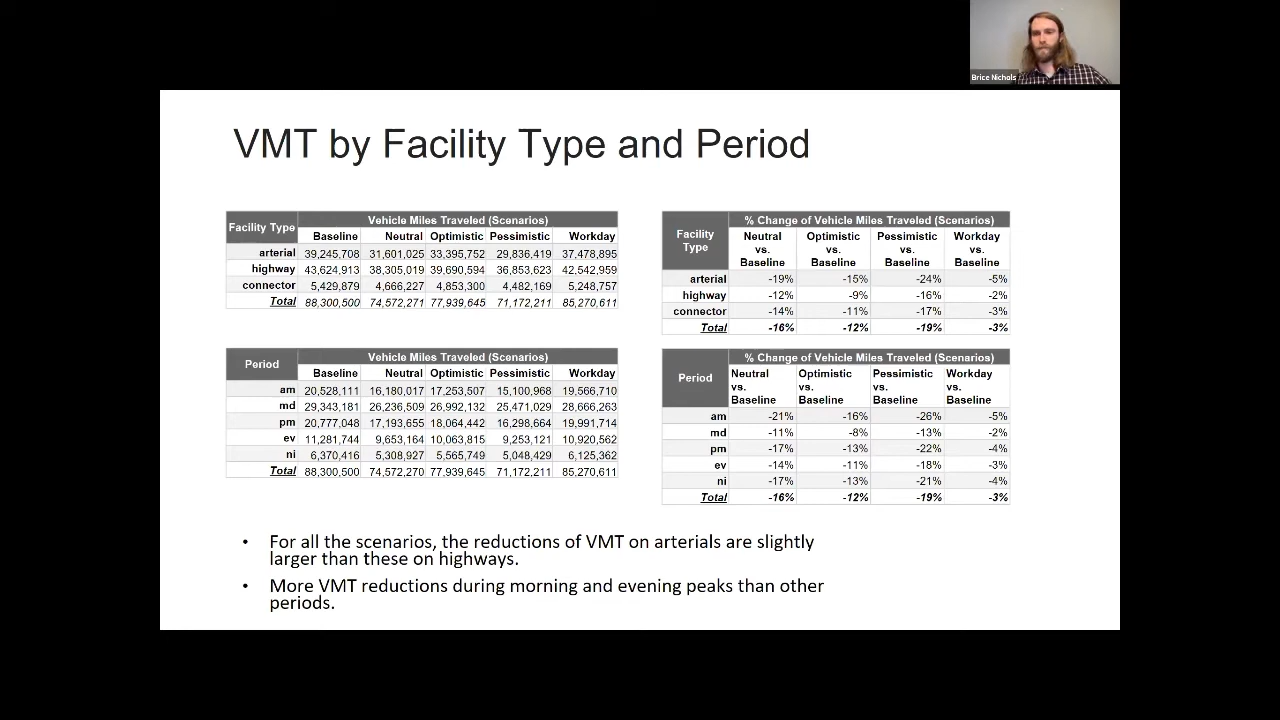 Brice Nichols
VMT by Facility Type and Period
Facility Type Vehicle Miles Traveled (Scenarios)
Baseline Neutral Optimistic Pessimistic Workday
arterial 39,245,708 31,601,025 33,395,752 29,836,419 37,478,895
highway 43,624,913 38,305,019 39,690,594 36,853,623 42,542,959
connector 5,429,879 4,666,227 4,853,300 4,482,169 5,248,757
Total 88,300,500 74,572,271 77,939,645 71,172,211 85,270,611
Facility Type % Change of Vehicle Miles Traveled (Scenarios)
Neutral vs. Baseline Optimistic vs. Baseline Pessimistic vs. Baseline Workday vs. Baseline
arterial -19% -15% -24% -5%
highway -12% -9% -16% -2%
connector -14% -11% -17% -3%
Total -16% -12% -19% -3%
Period Vehicle Miles Traveled (Scenarios)
Baseline Neutral Optimistic Pessimistic Workday
am 20,528,111 16,180,017 17,253,507 15,100,968 19,566,710
md 29,343,181 26,236,509 26,992,132 25,471,029 28,666,263
pm 20,777,048 17,193,655 18,064,442 16,298,664 19,991,714
ev 11,281,744 9,653,164 10,063,815 9,253,121 10,920,562
ni 6,370,416 5,308,927 5,565,749 5,048,429 6,125,362
Total 88,300,500 74,572,270 77,939,645 71,172,211 85,270,611
Period % Change of Vehicle Miles Traveled (Scenarios)
Neutral vs. Baseline Optimistic vs. Baseline Pessimistic vs. Baseline Workday vs. Baseline
am -21% -16% -26% -5%
md -11% -8% -13% -2%
pm -17% -13% -22% -4%
ev -14% -11% -18% -3%
ni -17% -13% -21% -4%
Total -16% -12% -19% -3%
• For all the scenarios, the reductions of VMT on arterials are slightly
larger than these on highways.
• More VMT reductions during morning and evening peaks than other
periods.